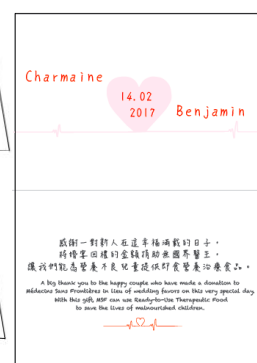 Charmaine
14.02
2017
Benjamin
感謝一對新人在這幸福滿載的日子，
將婚宴回禮的金額捐助無國界醫生，
讓我們能為營養不良兒童提供即食營養治療食品。
A big thank you to the happy couple who have made a donation to
Médecins Sans Frontières in lieu of wedding favors on this very special day.
With this gift, MSF can use Ready-to-Use Therapeutic Food
to save the lives of malnourished children.